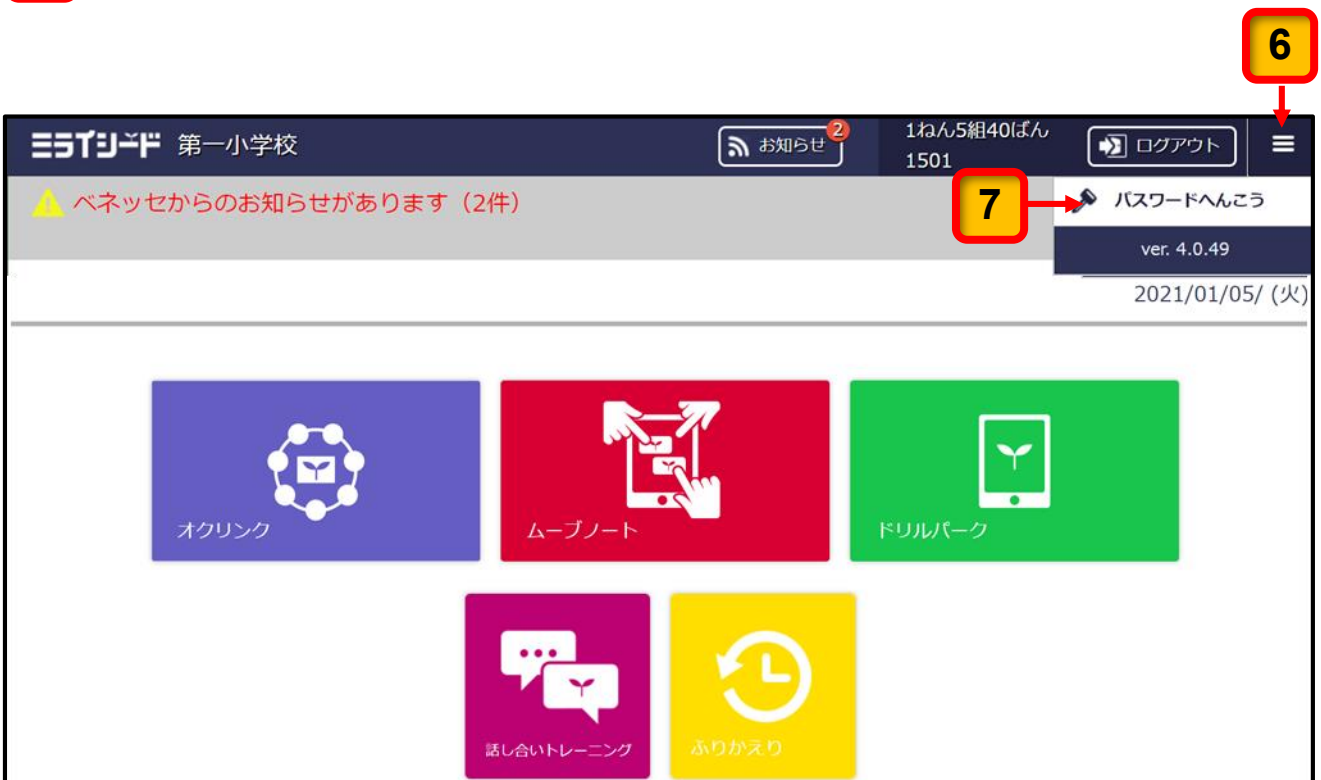 6
ミライシード 第一小学校 お知らせ 2 1ねん5組40ばん ログアウト
1501
ベネッセからのお知らせがあります（2件）
7 パスワードへんこう
ver. 4.0.49
2021/01/05/ (火)
オクリンク ムーブノート ドリルパーク
話し合いトレーニング ふりかえり